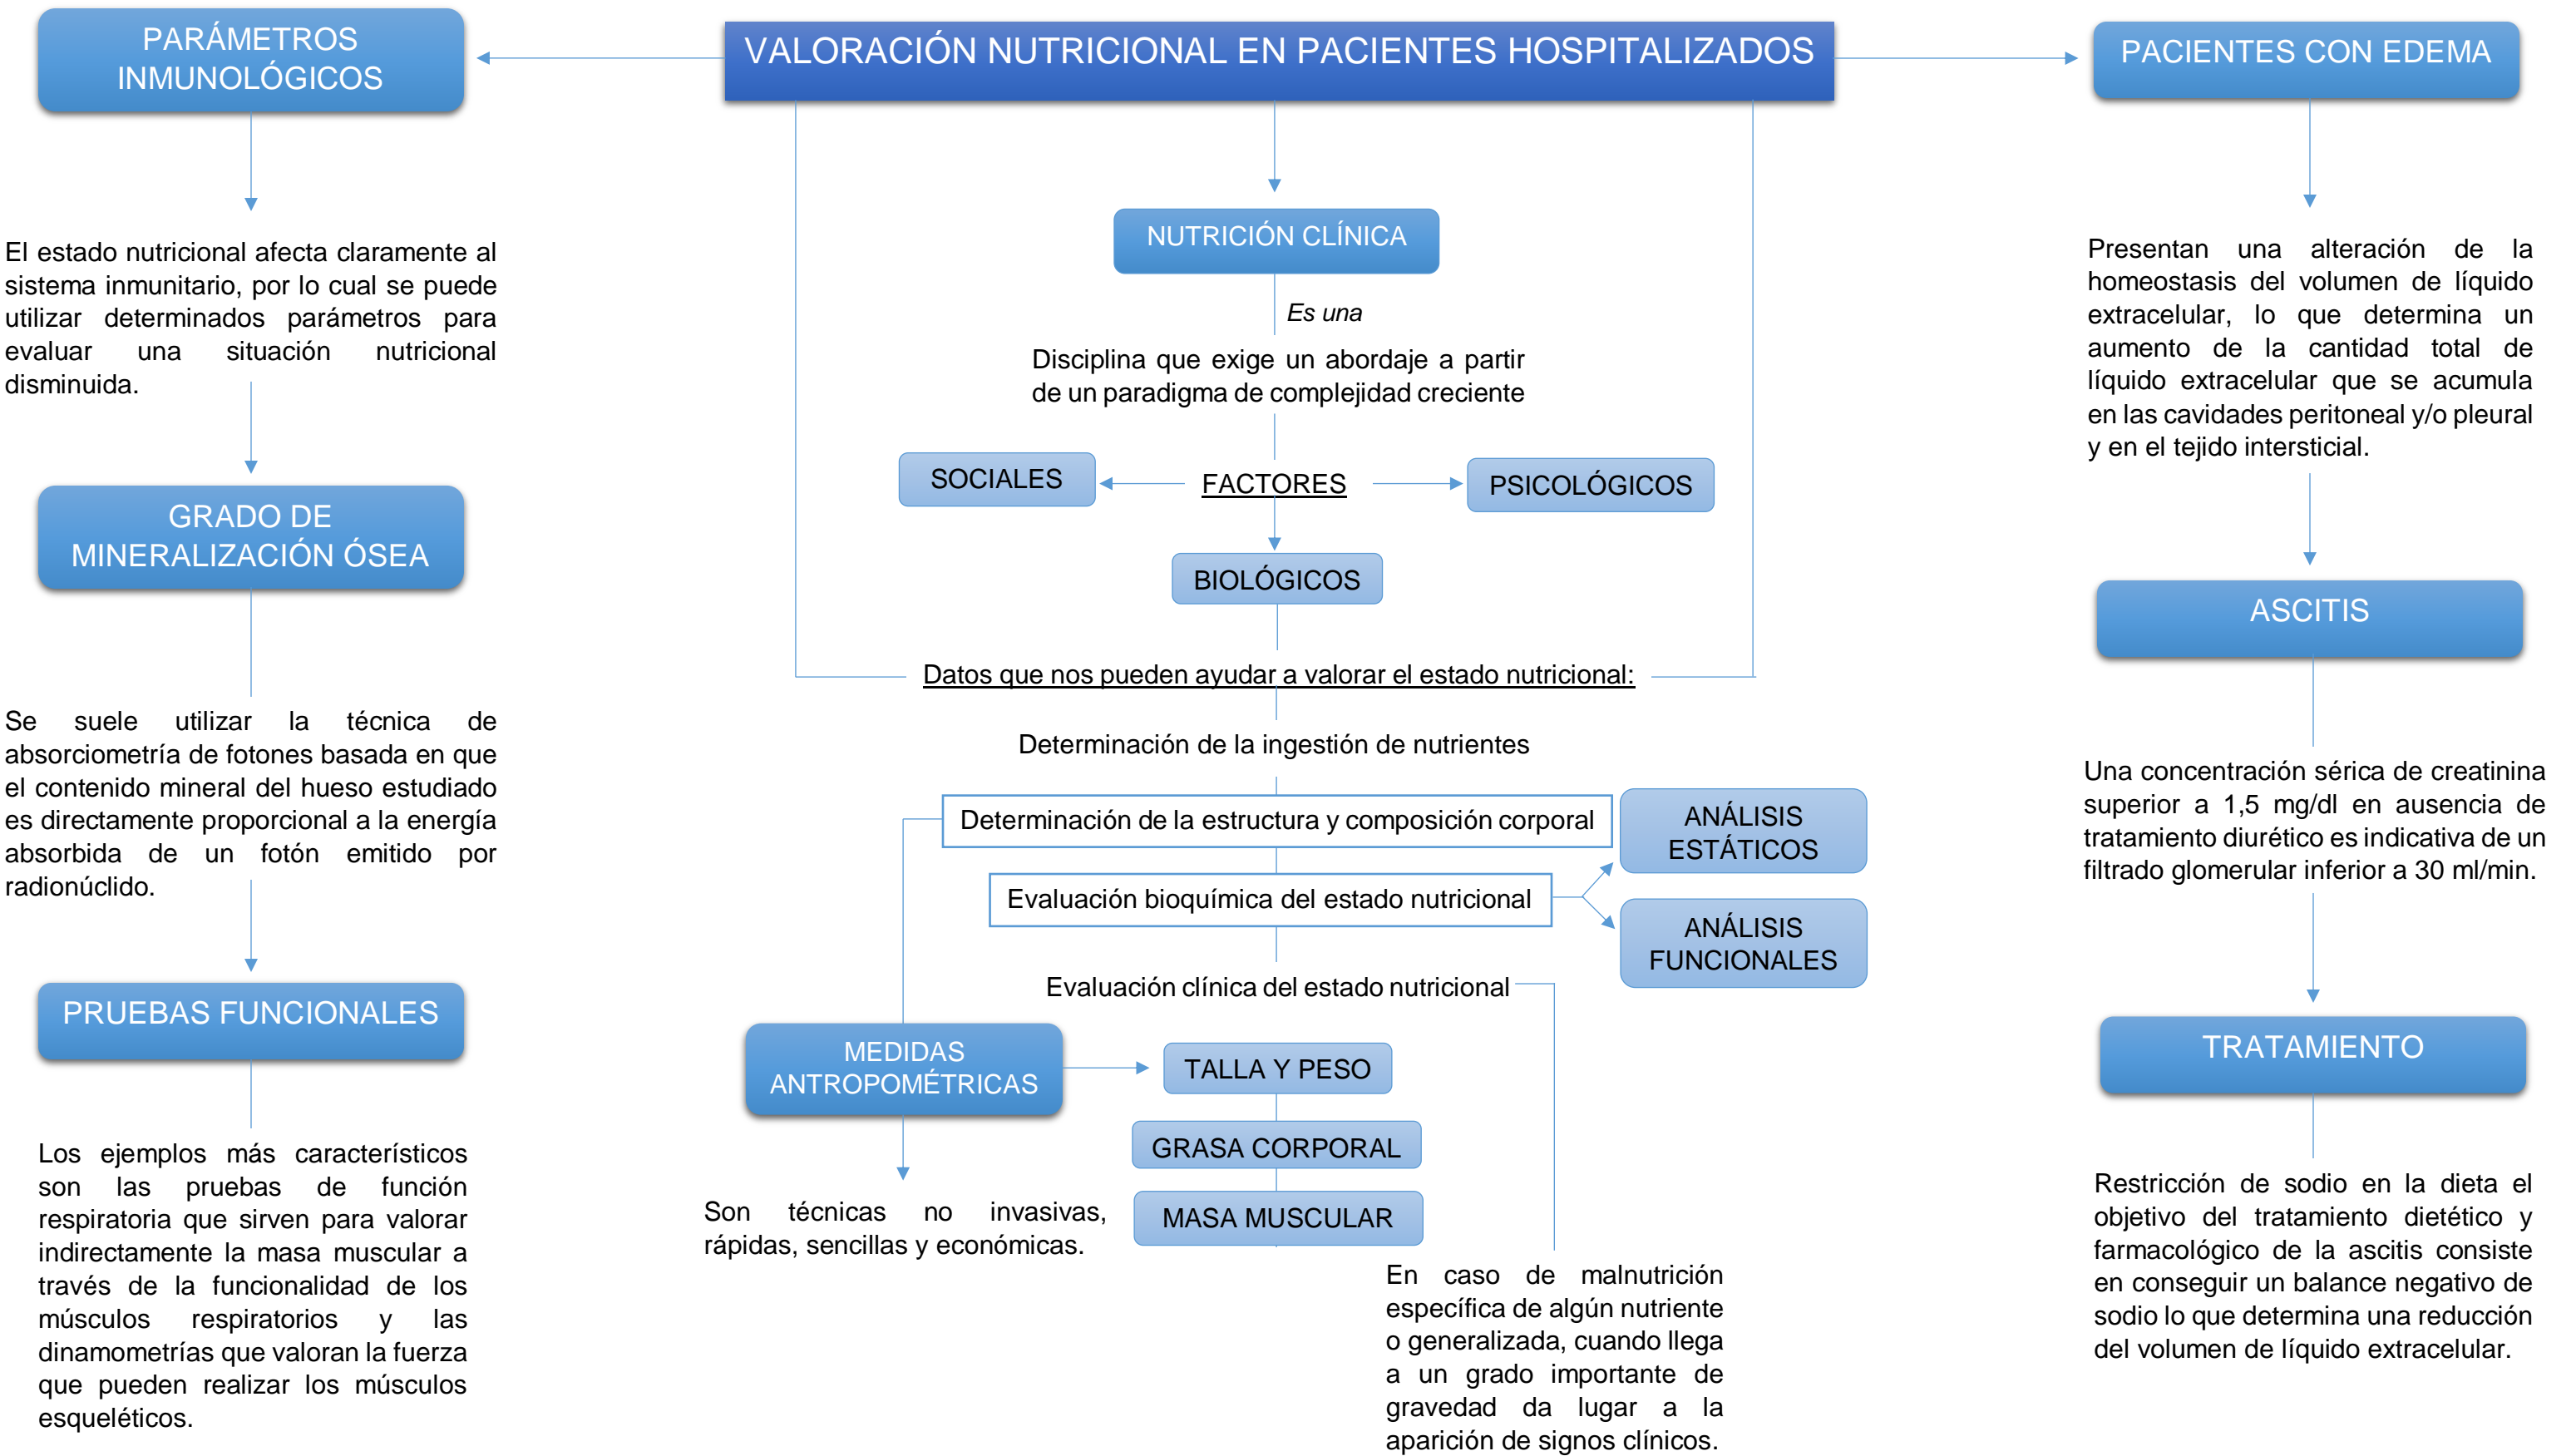 VALORACIÓN NUTRICIONAL EN PACIENTES HOSPITALIZADOS
PARÁMETROS
INMUNOLÓGICOS
El estado nutricional afecta claramente al
sistema inmunitario, por lo cual se puede
utilizar determinados parámetros para
evaluar una situación nutricional
disminuida.
GRADO DE
MINERALIZACIÓN ÓSEA
Se suele utilizar la técnica de
absorciometría de fotones basada en que
el contenido mineral del hueso estudiado
es directamente proporcional a la energía
absorbida de un fotón emitido por
radionúclido.
PRUEBAS FUNCIONALES
Los ejemplos más característicos
son las pruebas de función
respiratoria que sirven para valorar
indirectamente la masa muscular a
través de la funcionalidad de los
músculos respiratorios y las
dinamometrías que valoran la fuerza
que pueden realizar los músculos
esqueléticos.
NUTRICIÓN CLÍNICA
Es una
Disciplina que exige un abordaje a partir
de un paradigma de complejidad creciente
SOCIALES
FACTORES
PSICOLÓGICOS
BIOLÓGICOS
Datos que nos pueden ayudar a valorar el estado nutricional:
Determinación de la ingestión de nutrientes
Determinación de la estructura y composición corporal
ANÁLISIS
ESTÁTICOS
Evaluación bioquímica del estado nutricional
ANÁLISIS
FUNCIONALES
Evaluación clínica del estado nutricional
MEDIDAS
ANTROPOMÉTRICAS
TALLA Y PESO
GRASA CORPORAL
MASA MUSCULAR
Son técnicas no invasivas,
rápidas, sencillas y económicas.
En caso de malnutrición
específica de algún nutriente
o generalizada, cuando llega
a un grado importante de
gravedad da lugar a la
aparición de signos clínicos.
PACIENTES CON EDEMA
Presentan una alteración de la
homeostasis del volumen de líquido
extracelular, lo que determina un
aumento de la cantidad total de
líquido extracelular que se acumula
en las cavidades peritoneal y/o pleural
y en el tejido intersticial.
ASCITIS
Una concentración sérica de creatinina
superior a 1,5 mg/dl en ausencia de
tratamiento diurético es indicativa de un
filtrado glomerular inferior a 30 ml/min.
TRATAMIENTO
Restricción de sodio en la dieta el
objetivo del tratamiento dietético y
farmacológico de la ascitis consiste
en conseguir un balance negativo de
sodio lo que determina una reducción
del volumen de líquido extracelular.